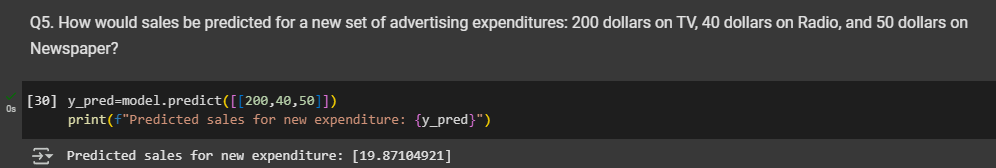 Q5. How would sales be predicted for a new set of advertising expenditures: 200 dollars on TV, 40 dollars on Radio, and 50 dollars on
Newspaper?
[30] y_pred=model.predict([[200,40,50]])
0s
print(f"Predicted sales for new expenditure: {y_pred}")
Predicted sales for new expenditure: [19.87104921]